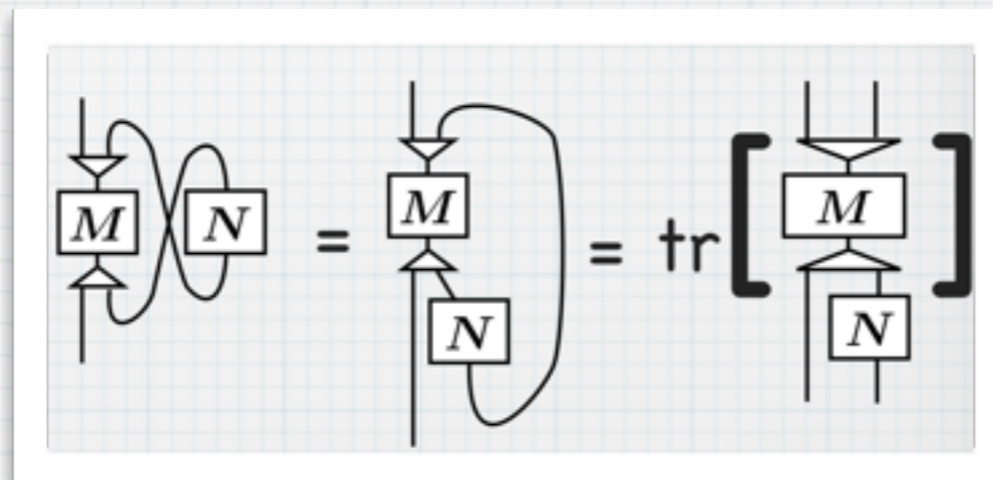 M N = M N = tr [ M N ]